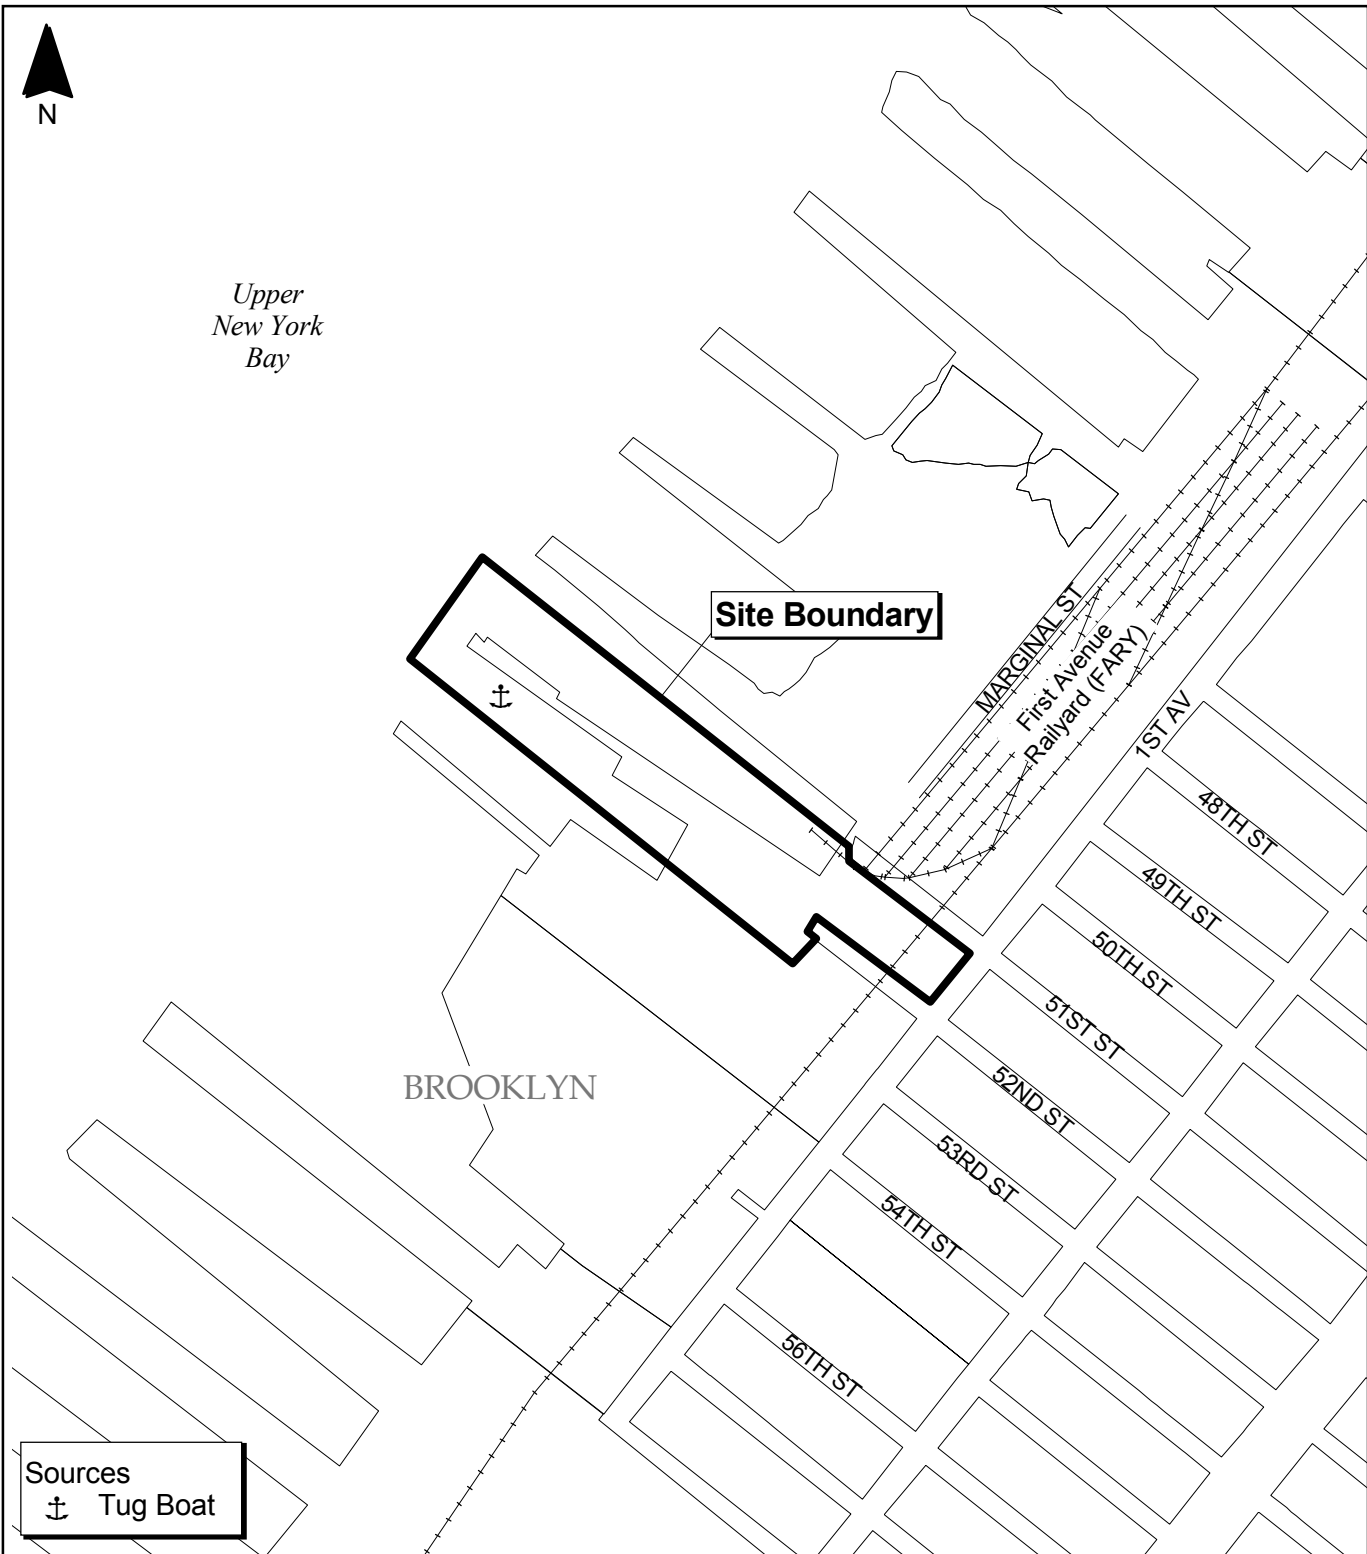 N
Upper
New York
Bay
Site Boundary
MARGINAL ST
First Avenue
Railyard (FARY)
1ST AV
48TH ST
49TH ST
50TH ST
51ST ST
52ND ST
53RD ST
54TH ST
56TH ST
BROOKLYN
Sources
Tug Boat